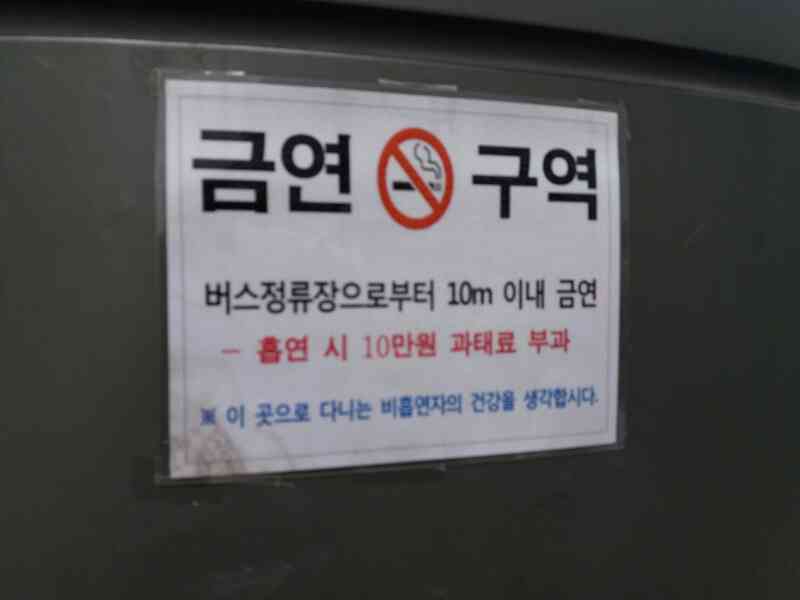 금연 구역
버스정류장으로부터 10m 이내 금연
- 흡연 시 10만원 과태료 부과
※ 이 곳으로 다니는 비흡연자의 건강을 생각합시다.